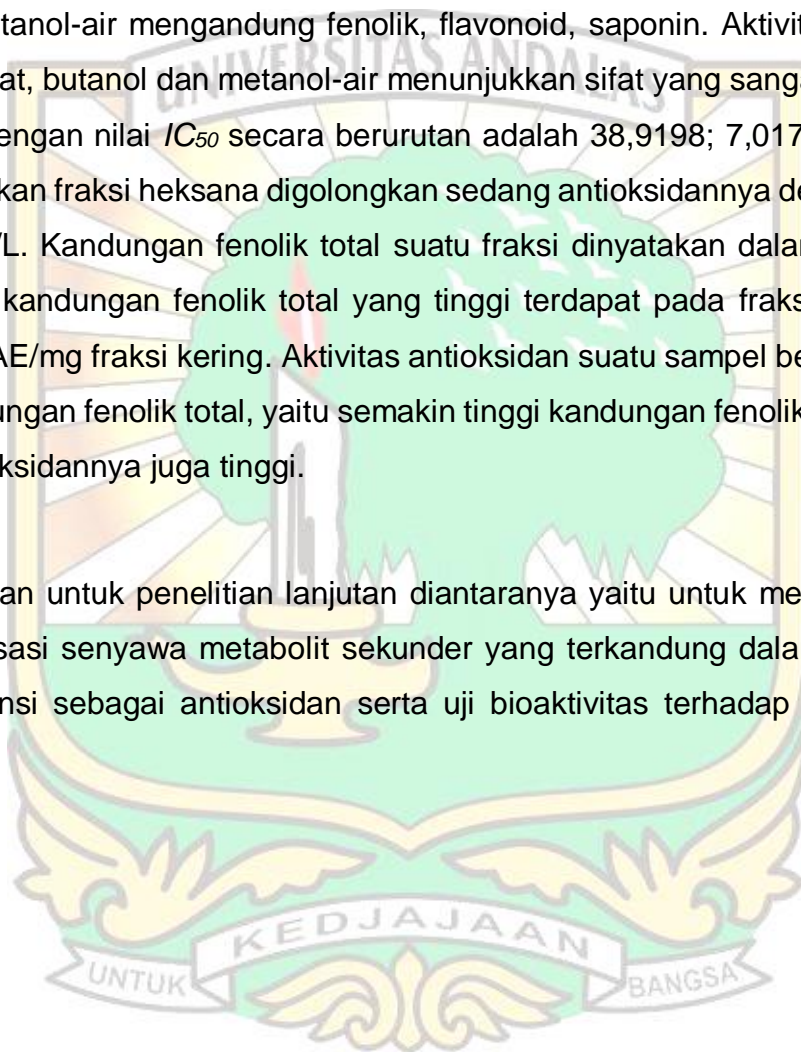 tanol-air mengandung fenolik, flavonoid, saponin. Aktivit
at, butanol dan metanol-air menunjukkan sifat yang sanga
engan nilai IC50 secara berurutan adalah 38,9198; 7,017
kan fraksi heksana digolongkan sedang antioksidannya de
/L. Kandungan fenolik total suatu fraksi dinyatakan dalar
kandungan fenolik total yang tinggi terdapat pada fraks
AE/mg fraksi kering. Aktivitas antioksidan suatu sampel be
ungan fenolik total, yaitu semakin tinggi kandungan fenolik
ksidannya juga tinggi.
an untuk penelitian lanjutan diantaranya yaitu untuk me
sasi senyawa metabolit sekunder yang terkandung dala
nsi sebagai antioksidan serta uji bioaktivitas terhadap
UNIVERSITAS ANDALAS
KEDJAJAAN
UNTUK BANGSA